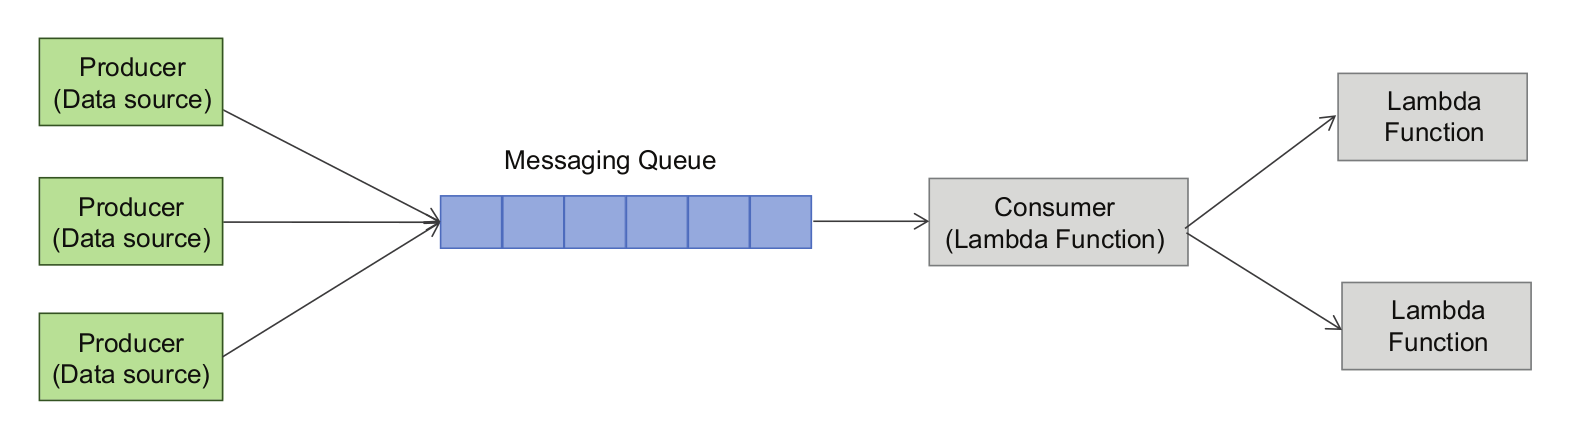 Producer
(Data source)
Producer
(Data source)
Producer
(Data source)
Messaging Queue
Consumer
(Lambda Function)
Lambda
Function
Lambda
Function